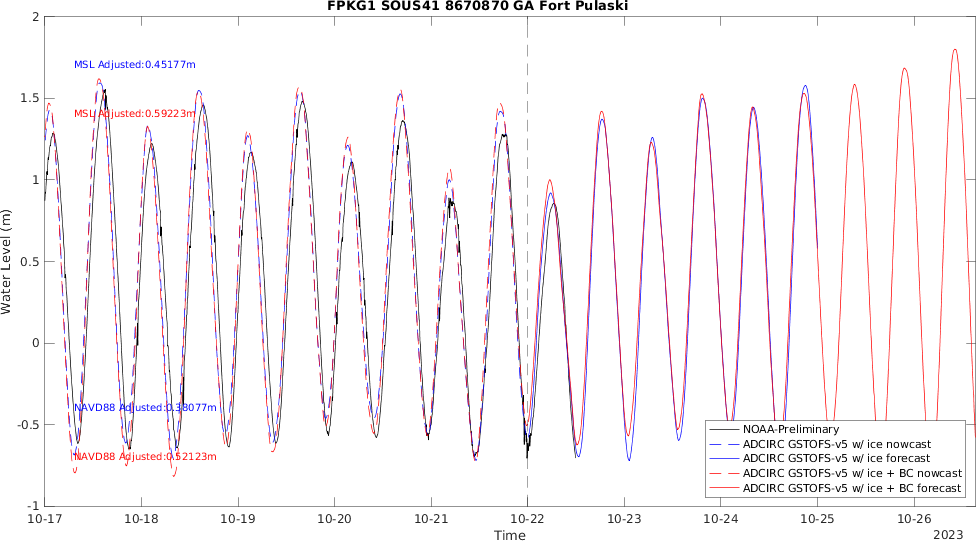 FPKG1 SOUS41 8670870 GA Fort Pulaski
2
1.5
1
0.5
0
-0.5
-1
Water Level (m)
MSL Adjusted:0.45177m
MSL Adjusted:0.59223m
NAVD88 Adjusted:0.38077m
NAVD88 Adjusted:0.52123m
NOAA-Preliminary
ADCIRC GSTOFS-v5 w/ ice nowcast
ADCIRC GSTOFS-v5 w/ ice forecast
ADCIRC GSTOFS-v5 w/ ice + BC nowcast
ADCIRC GSTOFS-v5 w/ ice + BC forecast
10-17 10-18 10-19 10-20 10-21 10-22 10-23 10-24 10-25 10-26
Time
2023